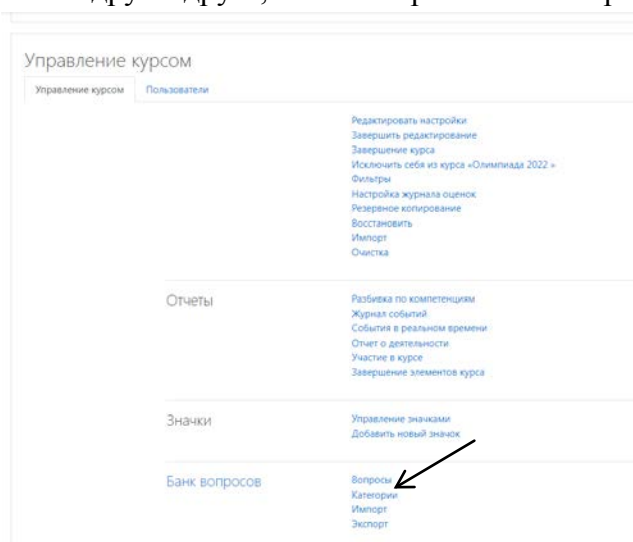 Управление курсом
Управление курсом Пользователи
Редактировать настройки
Завершить редактирование
Завершение курса
Исключить себя из курса «Олимпиада 2022 »
Фильтры
Настройка журнала оценок
Резервное копирование
Восстановить
Импорт
Очистка
Отчеты
Разбивка по компетенциям
Журнал событий
События в реальном времени
Отчет о деятельности
Участие в курсе
Завершение элементов курса
Значки
Управление значками
Добавить новый значок
Банк вопросов
Вопросы
Категории
Импорт
Экспорт